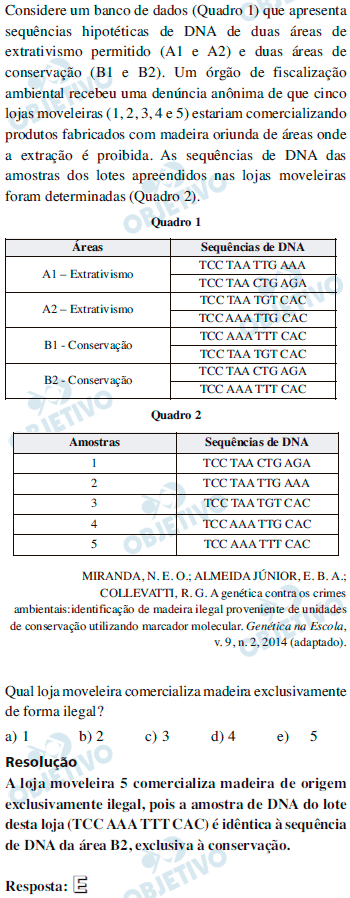 Considere um banco de dados (Quadro 1) que apresenta
sequências hipotéticas de DNA de duas áreas de
extrativismo permitido (A1 e A2) e duas áreas de
conservação (B1 e B2). Um órgão de fiscalização
ambiental recebeu uma denúncia anônima de que cinco
lojas moveleiras (1, 2, 3, 4 e 5) estariam comercializando
produtos fabricados com madeira oriunda de áreas onde
a extração é proibida. As sequências de DNA das
amostras dos lotes apreendidos nas lojas moveleiras
foram determinadas (Quadro 2).
Quadro 1
Áreas Sequências de DNA
A1 – Extrativismo TCC TAA TTG AAA
TCC TAA CTG AGA
A2 – Extrativismo TCC TAA TGT CAC
TCC AAA TTG CAC
B1 - Conservação TCC AAA TTT CAC
TCC TAA TGT CAC
B2 - Conservação TCC TAA CTG AGA
TCC AAA TTT CAC
Quadro 2
Amostras Sequências de DNA
1 TCC TAA CTG AGA
2 TCC TAA TTG AAA
3 TCC TAA TGT CAC
4 TCC AAA TTG CAC
5 TCC AAA TTT CAC
MIRANDA, N. E. O.; ALMEIDA JÚNIOR, E. B. A.;
COLLEVATTI, R. G. A genética contra os crimes
ambientais: identificação de madeira ilegal proveniente de unidades
de conservação utilizando marcador molecular. Genética na Escola,
v. 9, n. 2, 2014 (adaptado).
Qual loja moveleira comercializa madeira exclusivamente
de forma ilegal?
a) 1 b) 2 c) 3 d) 4 e) 5
Resolução
A loja moveleira 5 comercializa madeira de origem
exclusivamente ilegal, pois a amostra de DNA do lote
desta loja (TCC AAA TTT CAC) é idêntica à sequência
de DNA da área B2, exclusiva à conservação.
Resposta: E
OBJETIVO
OBJETIVO
OBJETIVO
OBJETIVO
OBJETIVO
OBJETIVO
OBJETIVO
OBJETIVO